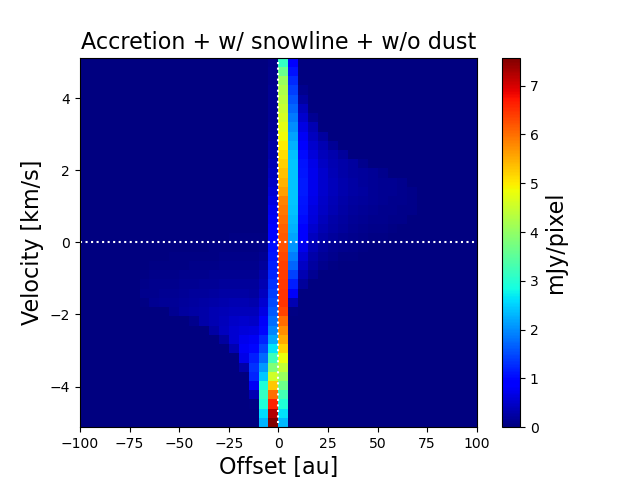 Accretion + w/ snowline + w/o dust
4
2
0
−2
−4
Velocity [km/s]
−100 −75 −50 −25 0 25 50 75 100
Offset [au]
7
6
5
4
3
2
1
0
mJy/pixel